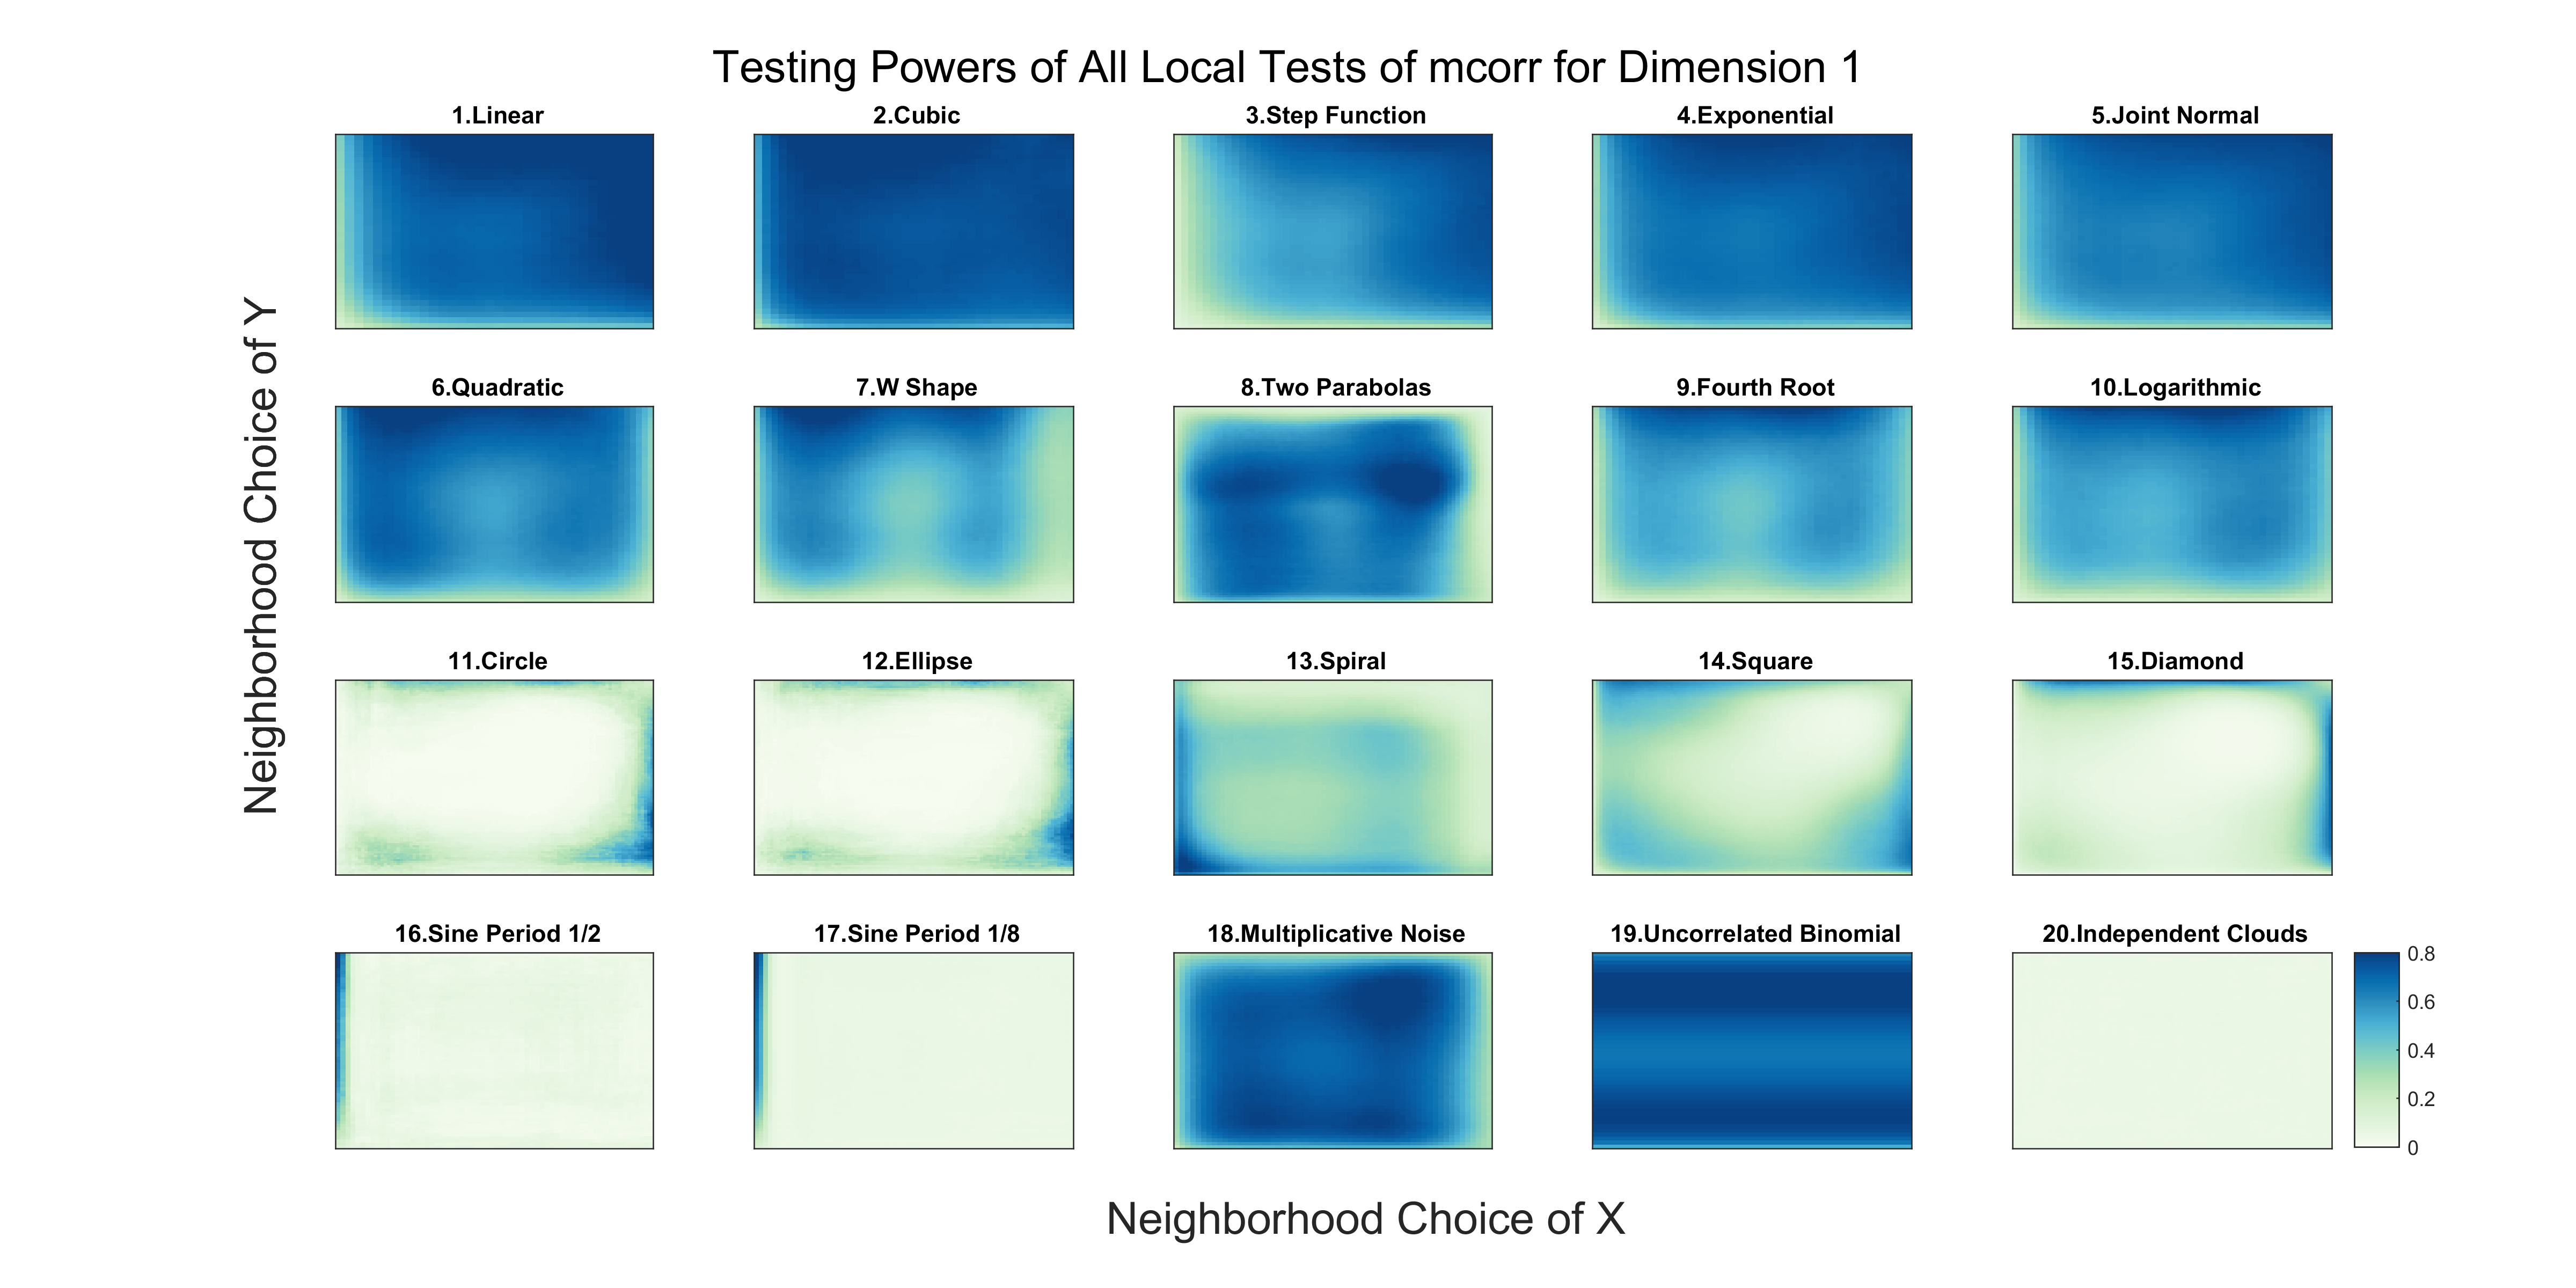 Testing Powers of All Local Tests of mcorr for Dimension 1
1.Linear
2.Cubic
3.Step Function
4.Exponential
5.Joint Normal
6.Quadratic
7.W Shape
8.Two Parabolas
9.Fourth Root
10.Logarithmic
11.Circle
12.Ellipse
13.Spiral
14.Square
15.Diamond
16.Sine Period 1/2
17.Sine Period 1/8
18.Multiplicative Noise
19.Uncorrelated Binomial
20.Independent Clouds
0.8
0.6
0.4
0.2
0
Neighborhood Choice of Y
Neighborhood Choice of X